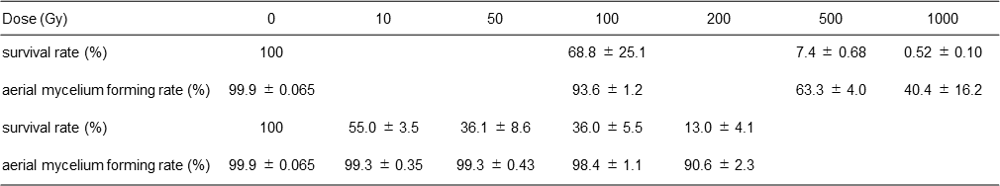 Dose (Gy) 0 10 50 100 200 500 1000
survival rate (%) 100 68.8 ± 25.1 7.4 ± 0.68 0.52 ± 0.10
aerial mycelium forming rate (%) 99.9 ± 0.065 93.6 ± 1.2 63.3 ± 4.0 40.4 ± 16.2
survival rate (%) 100 55.0 ± 3.5 36.1 ± 8.6 36.0 ± 5.5 13.0 ± 4.1
aerial mycelium forming rate (%) 99.9 ± 0.065 99.3 ± 0.35 99.3 ± 0.43 98.4 ± 1.1 90.6 ± 2.3